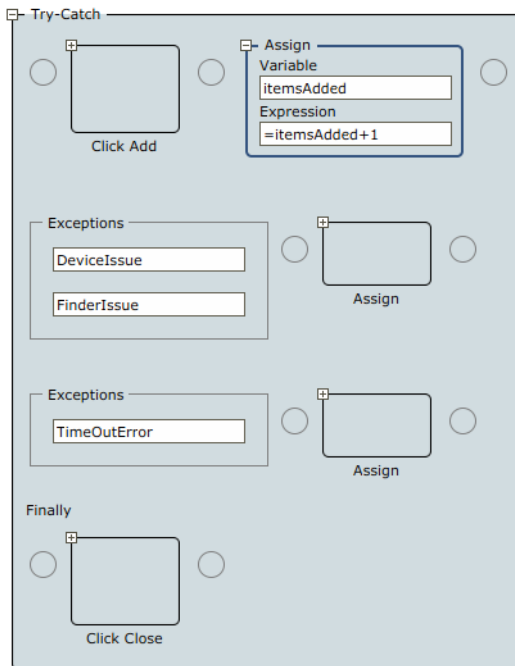 Try-Catch
Assign
Variable
itemsAdded
Expression
=itemsAdded+1
Click Add
Exceptions
DeviceIssue
FinderIssue
Assign
Exceptions
TimeOutError
Assign
Finally
Click Close